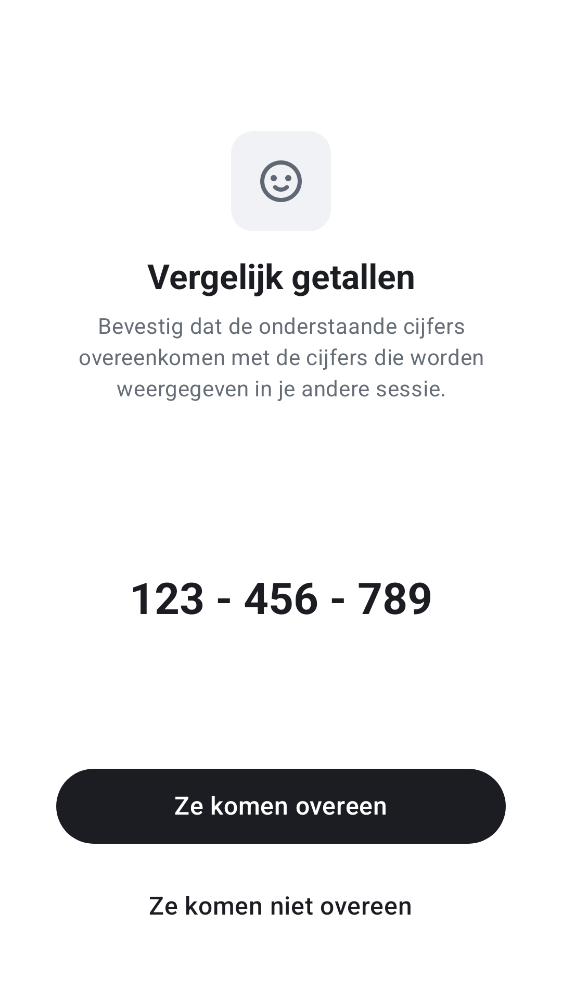 Vergelijk getallen
Bevestig dat de onderstaande cijfers
overeenkomen met de cijfers die worden
weergegeven in je andere sessie.
123 - 456 - 789
Ze komen overeen
Ze komen niet overeen